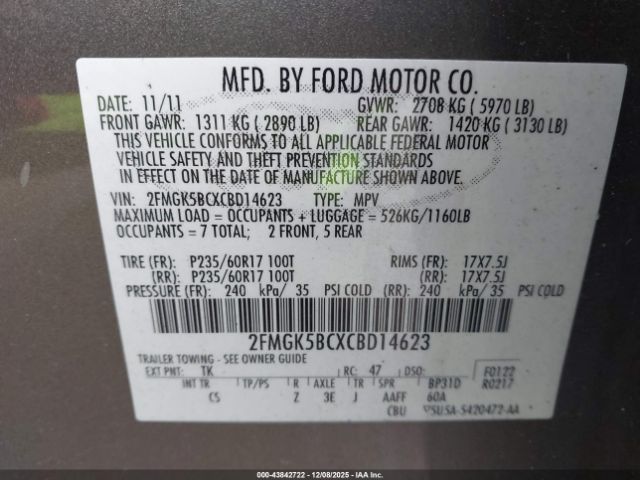 MFD. BY FORD MOTOR CO.
DATE: 11/11 GVWR: 2708 KG ( 5970 LB)
FRONT GAWR: 1311 KG ( 2890 LB) REAR GAWR: 1420 KG ( 3130 LB)
THIS VEHICLE CONFORMS TO ALL APPLICABLE FEDERAL MOTOR
VEHICLE SAFETY AND THEFT PREVENTION STANDARDS
IN EFFECT ON THE DATE OF MANUFACTURE SHOWN ABOVE.
VIN: 2FMGK5BCXCBD14623 TYPE: MPV
MAXIMUM LOAD = OCCUPANTS + LUGGAGE = 526KG/1160LB
OCCUPANTS = 7 TOTAL; 2 FRONT, 5 REAR
TIRE (FR): P235/60R17 100T RIMS (FR): 17X7.5J
(RR): P235/60R17 100T (RR): 17X7.5J
PRESSURE (FR): 240 kPa/ 35 PSI COLD (RR): 240 kPa/ 35 PSI COLD
2FMGK5BCXCBD14623
TRAILER TOWING - SEE OWNER GUIDE
EXT PNT: TK RC: 47 DSO: F0122
INT TR TP/PS R AXLE TR SPR BP31D R0217
CS Z 3E J AAFF 60A
CBU 5U5A-5420472-AA
000-43842722 - 12/08/2025 - IAA Inc.